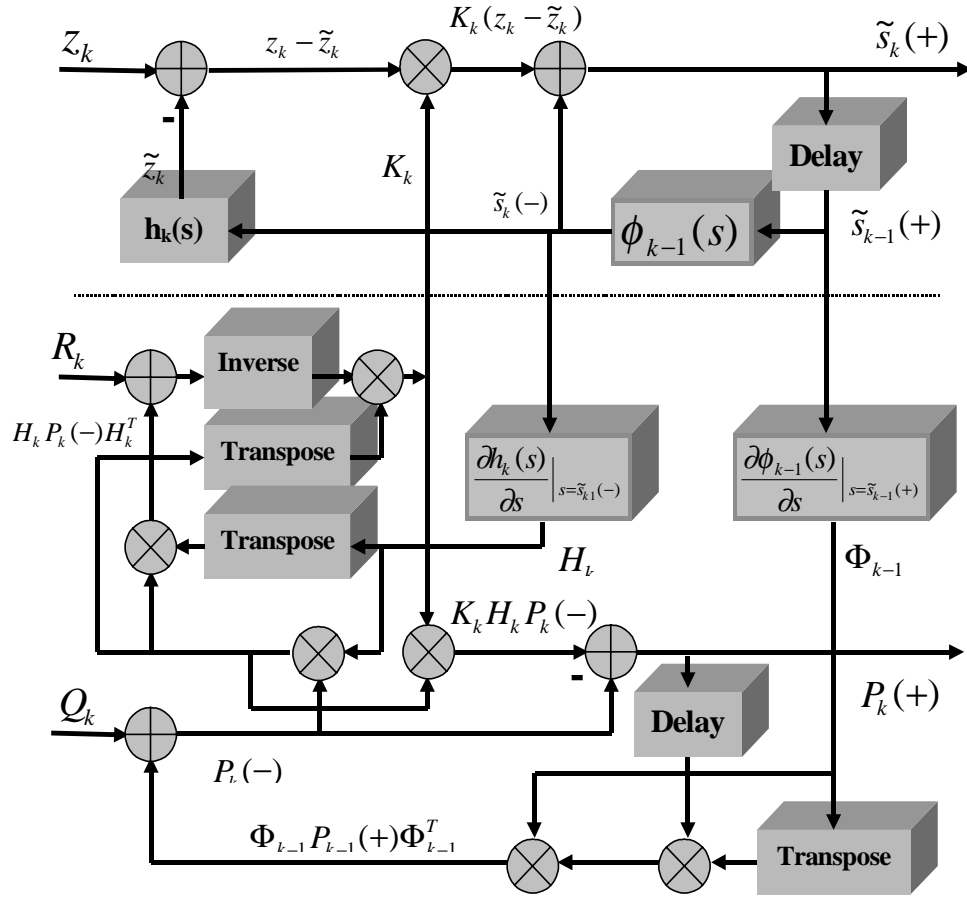 K_k(z_k − z̃_k)
z_k
z_k − z̃_k
s̃_k(+)
-
Delay
z̃_k
K_k
s̃_k(−)
h_k(s)
ϕ_{k−1}(s)
s̃_{k−1}(+)
R_k
Inverse
H_k P_k(−) H_k^T
Transpose
∂h_k(s)/∂s |_{s=s̃_{k1}(−)}
∂ϕ_{k−1}(s)/∂s |_{s=s̃_{k−1}(+)}
Transpose
H_k
Φ_{k−1}
K_k H_k P_k(−)
-
Q_k
P_k(+)
Delay
P_k(−)
Φ_{k−1} P_{k−1}(+) Φ_{k−1}^T
Transpose